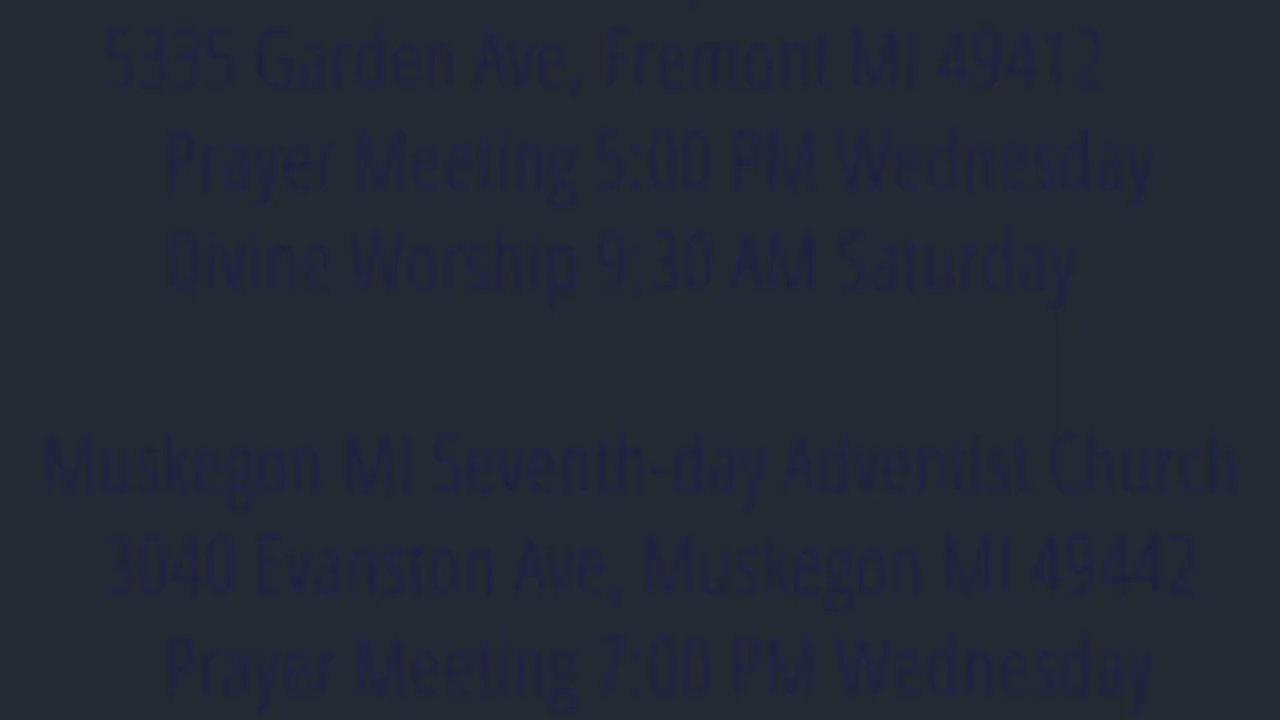 5335 Garden Ave, Fremont MI 49412
Prayer Meeting 5:00 PM Wednesday
Divine Worship 9:30 AM Saturday
Muskegon MI Seventh-day Adventist Church
3040 Evanston Ave, Muskegon MI 49442
Prayer Meeting 7:00 PM Wednesday